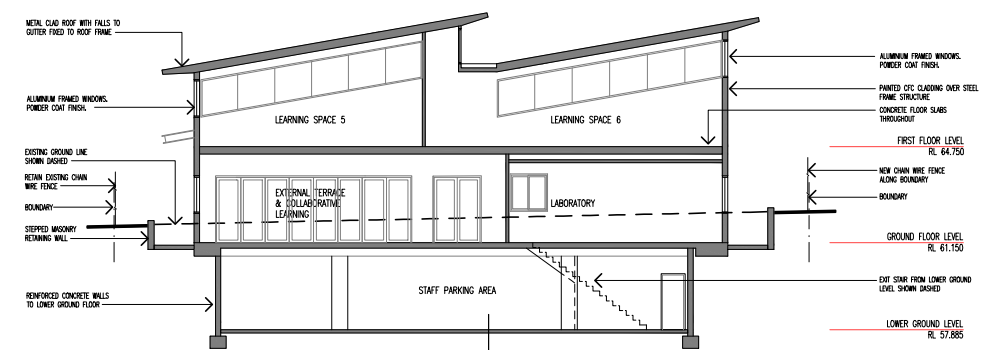 METAL CLAD ROOF WITH FALLS TO
GUTTER FIXED TO ROOF FRAME
ALUMINIUM FRAMED WINDOWS.
POWDER COAT FINISH.
EXISTING GROUND LINE
SHOWN DASHED
RETAIN EXISTING CHAIN
WIRE FENCE
BOUNDARY
STEPPED MASONRY
RETAINING WALL
REINFORCED CONCRETE WALLS
TO LOWER GROUND FLOOR
LEARNING SPACE 5
LEARNING SPACE 6
EXTERNAL TERRACE
& COLLABORATIVE
LEARNING
LABORATORY
STAFF PARKING AREA
ALUMINIUM FRAMED WINDOWS.
POWDER COAT FINISH.
PAINTED CFC CLADDING OVER STEEL
FRAME STRUCTURE
CONCRETE FLOOR SLABS
THROUGHOUT
FIRST FLOOR LEVEL
RL 64.750
NEW CHAIN WIRE FENCE
ALONG BOUNDARY
BOUNDARY
GROUND FLOOR LEVEL
RL 61.150
EXIT STAIR FROM LOWER GROUND
LEVEL SHOWN DASHED
LOWER GROUND LEVEL
RL 57.885